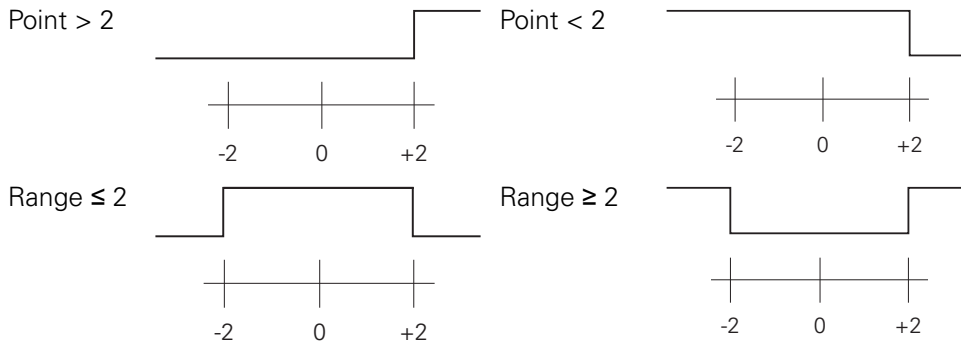 Point > 2
Point < 2
-2 0 +2
-2 0 +2
Range ≤ 2
Range ≥ 2
-2 0 +2
-2 0 +2